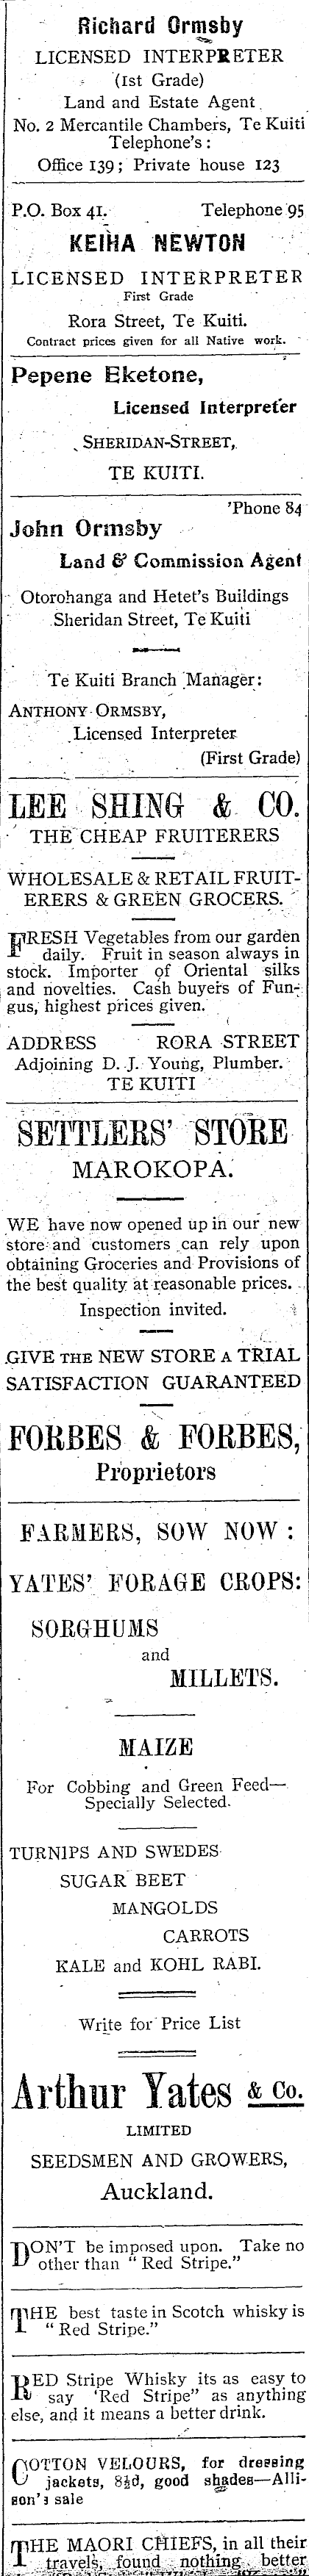 Richard Ormsby
LICENSED INTERPRETER
(1st Grade)
Land and Estate Agent
No. 2 Mercantile Chambers, Te Kuiti
Telephone's:
Office 139; Private house 123
P.O. Box 41. Telephone 95
KEIHA NEWTON
LICENSED INTERPRETER
First Grade
Rora Street, Te Kuiti.
Contract prices given for all Native work.
Pepene Eketone,
Licensed Interpreter
SHERIDAN-STREET,
TE KUITI.
'Phone 84
John Ormsby
Land & Commission Agent
Otorohanga and Hetet's Buildings
Sheridan Street, Te Kuiti
Te Kuiti Branch Manager:
ANTHONY ORMSBY,
Licensed Interpreter
(First Grade)
LEE SHING & CO.
THE CHEAP FRUITERERS
WHOLESALE & RETAIL FRUIT-
ERERS & GREEN GROCERS.
FRESH Vegetables from our garden
daily. Fruit in season always in
stock. Importer of Oriental silks
and novelties. Cash buyers of Fun-
gus, highest prices given.
ADDRESS RORA STREET
Adjoining D. J. Young, Plumber.
TE KUITI
SETTLERS' STORE
MAROKOPA.
WE have now opened up in our new
store and customers can rely upon
obtaining Groceries and Provisions of
the best quality at reasonable prices.
Inspection invited.
GIVE THE NEW STORE A TRIAL
SATISFACTION GUARANTEED
FORBES & FORBES,
Proprietors
FARMERS, SOW NOW:
YATES' FORAGE CROPS:
SORGHUMS
and
MILLETS.
MAIZE
For Cobbing and Green Feed—
Specially Selected.
TURNIPS AND SWEDES
SUGAR BEET
MANGOLDS
CARROTS
KALE and KOHL RABI.
Write for Price List
Arthur Yates & Co.
LIMITED
SEEDSMEN AND GROWERS,
Auckland.
DON'T be imposed upon. Take no
other than "Red Stripe."
THE best taste in Scotch whisky is
"Red Stripe."
RED Stripe Whisky its as easy to
say 'Red Stripe" as anything
else, and it means a better drink.
COTTON VELOURS, for dressing
jackets, 8½d, good shades—Alli-
son's sale
THE MAORI CHIEFS, in all their
travels, found nothing better